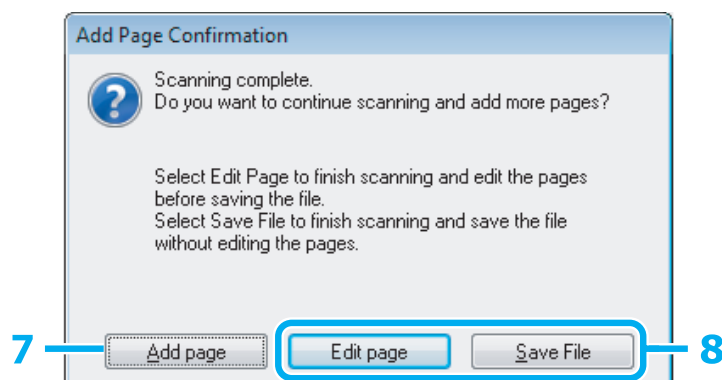 Add Page Confirmation
Scanning complete.
Do you want to continue scanning and add more pages?
Select Edit Page to finish scanning and edit the pages
before saving the file.
Select Save File to finish scanning and save the file
without editing the pages.
7 Add page Edit page Save File 8